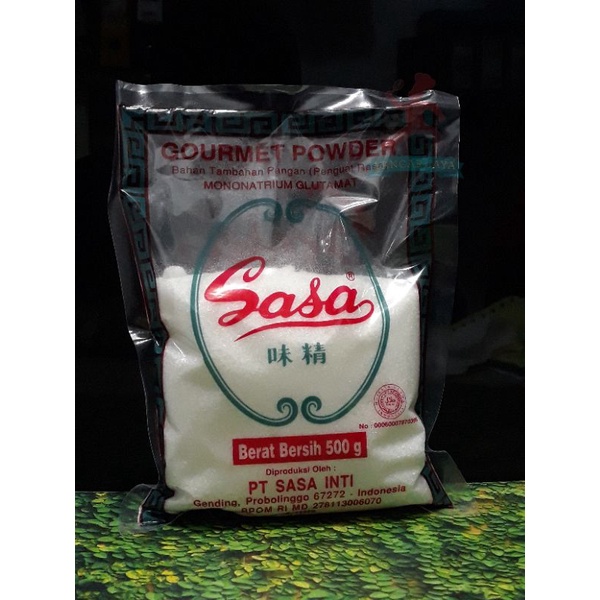 GOURMET POWDER
Bahan Tambahan Pangan (Penguat Rasa)
MONONATRIUM GLUTAMAT
Sasa®
味精
Berat Bersih 500 g
Diproduksi Oleh :
PT SASA INTI
Gending, Probolinggo 67272 - Indonesia
BPOM RI MD 278113006070